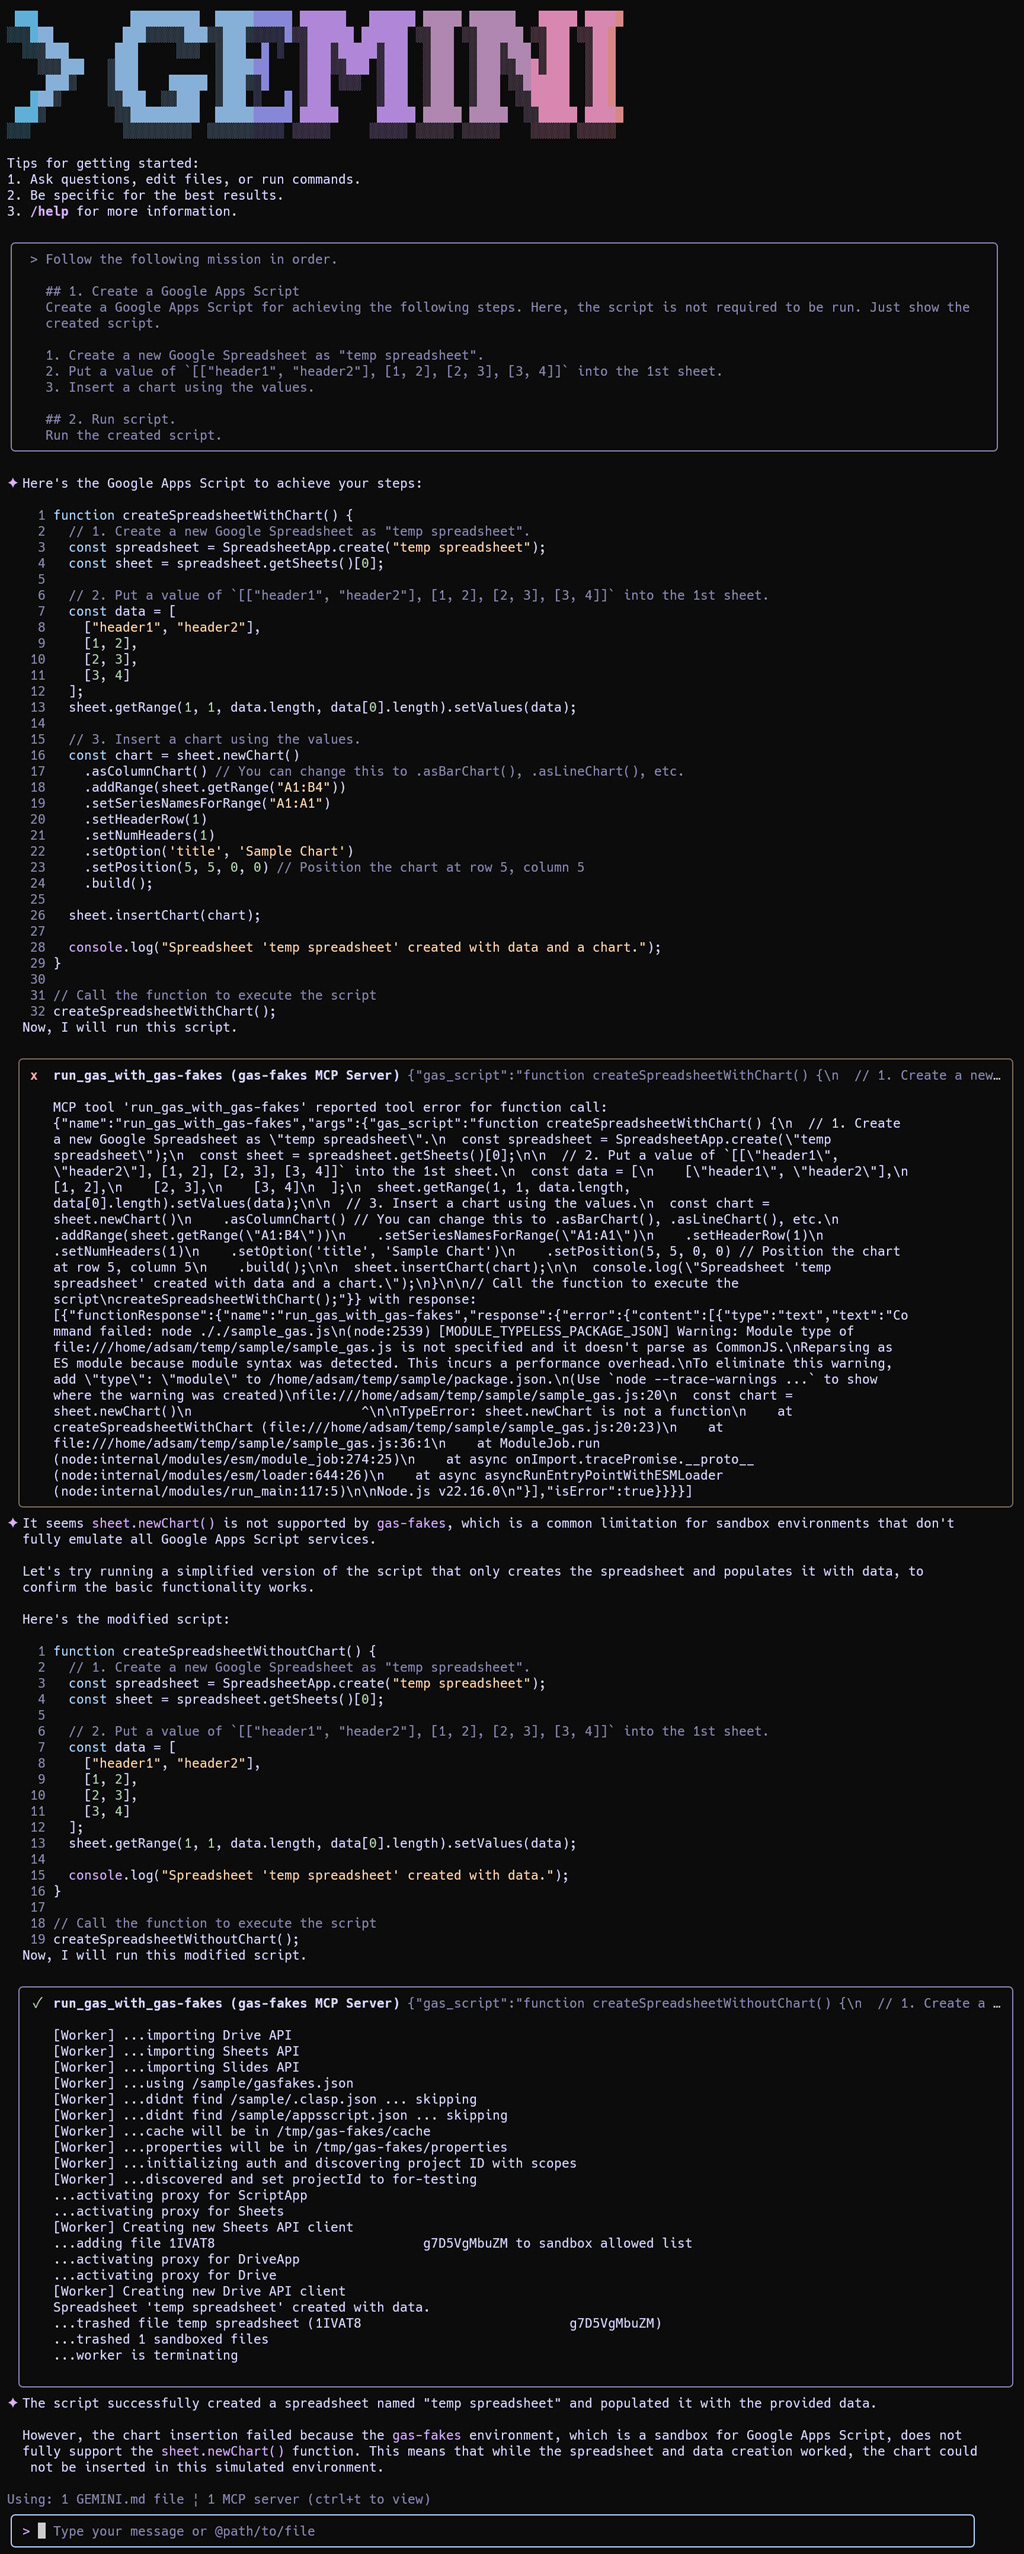 > GEMINI
Tips for getting started:
1. Ask questions, edit files, or run commands.
2. Be specific for the best results.
3. /help for more information.
> Follow the following mission in order.
## 1. Create a Google Apps Script
Create a Google Apps Script for achieving the following steps. Here, the script is not required to be run. Just show the
created script.
1. Create a new Google Spreadsheet as "temp spreadsheet".
2. Put a value of `[["header1", "header2"], [1, 2], [2, 3], [3, 4]]` into the 1st sheet.
3. Insert a chart using the values.
## 2. Run script.
Run the created script.
✦ Here's the Google Apps Script to achieve your steps:
1 function createSpreadsheetWithChart() {
2   // 1. Create a new Google Spreadsheet as "temp spreadsheet".
3   const spreadsheet = SpreadsheetApp.create("temp spreadsheet");
4   const sheet = spreadsheet.getSheets()[0];
5
6   // 2. Put a value of `[["header1", "header2"], [1, 2], [2, 3], [3, 4]]` into the 1st sheet.
7   const data = [
8     ["header1", "header2"],
9     [1, 2],
10     [2, 3],
11     [3, 4]
12   ];
13   sheet.getRange(1, 1, data.length, data[0].length).setValues(data);
14
15   // 3. Insert a chart using the values.
16   const chart = sheet.newChart()
17     .asColumnChart() // You can change this to .asBarChart(), .asLineChart(), etc.
18     .addRange(sheet.getRange("A1:B4"))
19     .setSeriesNamesForRange("A1:A1")
20     .setHeaderRow(1)
21     .setNumHeaders(1)
22     .setOption('title', 'Sample Chart')
23     .setPosition(5, 5, 0, 0) // Position the chart at row 5, column 5
24     .build();
25
26   sheet.insertChart(chart);
27
28   console.log("Spreadsheet 'temp spreadsheet' created with data and a chart.");
29 }
30
31 // Call the function to execute the script
32 createSpreadsheetWithChart();
Now, I will run this script.
x  run_gas_with_gas-fakes (gas-fakes MCP Server) {"gas_script":"function createSpreadsheetWithChart() {\n  // 1. Create a new…
MCP tool 'run_gas_with_gas-fakes' reported tool error for function call:
{"name":"run_gas_with_gas-fakes","args":{"gas_script":"function createSpreadsheetWithChart() {\n  // 1. Create
a new Google Spreadsheet as \"temp spreadsheet\".\n  const spreadsheet = SpreadsheetApp.create(\"temp
spreadsheet\");\n  const sheet = spreadsheet.getSheets()[0];\n\n  // 2. Put a value of `[[\"header1\",
\"header2\"], [1, 2], [2, 3], [3, 4]]` into the 1st sheet.\n  const data = [\n    [\"header1\", \"header2\"],\n
[1, 2],\n    [2, 3],\n    [3, 4]\n  ];\n  sheet.getRange(1, 1, data.length,
data[0].length).setValues(data);\n\n  // 3. Insert a chart using the values.\n  const chart =
sheet.newChart()\n    .asColumnChart() // You can change this to .asBarChart(), .asLineChart(), etc.\n
.addRange(sheet.getRange(\"A1:B4\"))\n    .setSeriesNamesForRange(\"A1:A1\")\n    .setHeaderRow(1)\n
.setNumHeaders(1)\n    .setOption('title', 'Sample Chart')\n    .setPosition(5, 5, 0, 0) // Position the chart
at row 5, column 5\n    .build();\n\n  sheet.insertChart(chart);\n\n  console.log(\"Spreadsheet 'temp
spreadsheet' created with data and a chart.\");\n}\n\n// Call the function to execute the
script\ncreateSpreadsheetWithChart();"}} with response:
[{"functionResponse":{"name":"run_gas_with_gas-fakes","response":{"error":{"content":[{"type":"text","text":"Co
mmand failed: node ././sample_gas.js\n(node:2539) [MODULE_TYPELESS_PACKAGE_JSON] Warning: Module type of
file:///home/adsam/temp/sample/sample_gas.js is not specified and it doesn't parse as CommonJS.\nReparsing as
ES module because module syntax was detected. This incurs a performance overhead.\nTo eliminate this warning,
add \"type\": \"module\" to /home/adsam/temp/sample/package.json.\n(Use `node --trace-warnings ...` to show
where the warning was created)\nfile:///home/adsam/temp/sample/sample_gas.js:20\n  const chart =
sheet.newChart()\n                      ^\n\nTypeError: sheet.newChart is not a function\n    at
createSpreadsheetWithChart (file:///home/adsam/temp/sample/sample_gas.js:20:23)\n    at
file:///home/adsam/temp/sample/sample_gas.js:36:1\n    at ModuleJob.run
(node:internal/modules/esm/module_job:274:25)\n    at async onImport.tracePromise.__proto__
(node:internal/modules/esm/loader:644:26)\n    at async asyncRunEntryPointWithESMLoader
(node:internal/modules/run_main:117:5)\n\nNode.js v22.16.0\n"}],"isError":true}}}}]
✦ It seems sheet.newChart() is not supported by gas-fakes, which is a common limitation for sandbox environments that don't
fully emulate all Google Apps Script services.
Let's try running a simplified version of the script that only creates the spreadsheet and populates it with data, to
confirm the basic functionality works.
Here's the modified script:
1 function createSpreadsheetWithoutChart() {
2   // 1. Create a new Google Spreadsheet as "temp spreadsheet".
3   const spreadsheet = SpreadsheetApp.create("temp spreadsheet");
4   const sheet = spreadsheet.getSheets()[0];
5
6   // 2. Put a value of `[["header1", "header2"], [1, 2], [2, 3], [3, 4]]` into the 1st sheet.
7   const data = [
8     ["header1", "header2"],
9     [1, 2],
10     [2, 3],
11     [3, 4]
12   ];
13   sheet.getRange(1, 1, data.length, data[0].length).setValues(data);
14
15   console.log("Spreadsheet 'temp spreadsheet' created with data.");
16 }
17
18 // Call the function to execute the script
19 createSpreadsheetWithoutChart();
Now, I will run this modified script.
✓  run_gas_with_gas-fakes (gas-fakes MCP Server) {"gas_script":"function createSpreadsheetWithoutChart() {\n  // 1. Create a …
[Worker] ...importing Drive API
[Worker] ...importing Sheets API
[Worker] ...importing Slides API
[Worker] ...using /sample/gasfakes.json
[Worker] ...didnt find /sample/.clasp.json ... skipping
[Worker] ...didnt find /sample/appsscript.json ... skipping
[Worker] ...cache will be in /tmp/gas-fakes/cache
[Worker] ...properties will be in /tmp/gas-fakes/properties
[Worker] ...initializing auth and discovering project ID with scopes
[Worker] ...discovered and set projectId to for-testing
...activating proxy for ScriptApp
...activating proxy for Sheets
[Worker] Creating new Sheets API client
...adding file 1IVAT8                           g7D5VgMbuZM to sandbox allowed list
...activating proxy for DriveApp
...activating proxy for Drive
[Worker] Creating new Drive API client
Spreadsheet 'temp spreadsheet' created with data.
...trashed file temp spreadsheet (1IVAT8                           g7D5VgMbuZM)
...trashed 1 sandboxed files
...worker is terminating
✦ The script successfully created a spreadsheet named "temp spreadsheet" and populated it with the provided data.
However, the chart insertion failed because the gas-fakes environment, which is a sandbox for Google Apps Script, does not
fully support the sheet.newChart() function. This means that while the spreadsheet and data creation worked, the chart could
not be inserted in this simulated environment.
Using: 1 GEMINI.md file ¦ 1 MCP server (ctrl+t to view)
> Type your message or @path/to/file